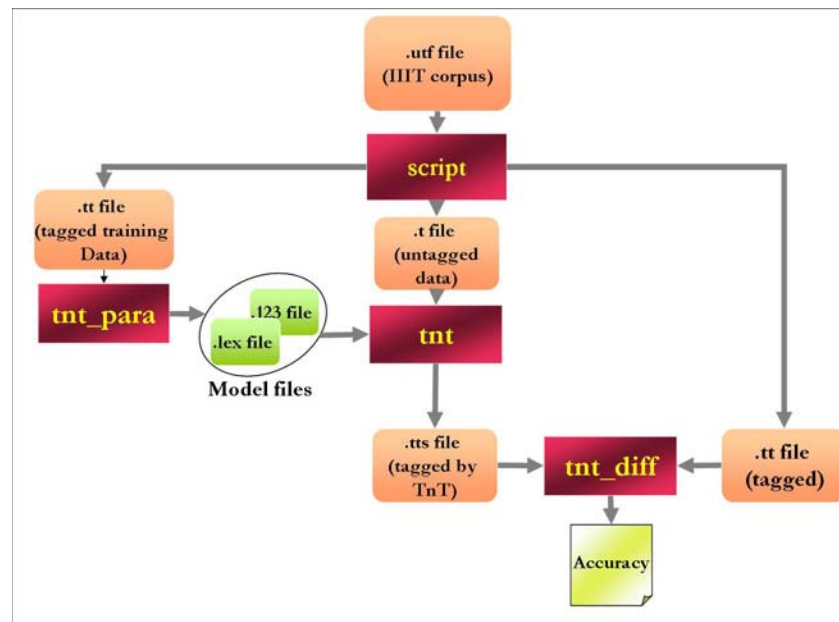 .utf file
(IIIT corpus)
script
.tt file
(tagged training
Data)
.t file
(untagged
data)
tnt_para
.123 file
.lex file
Model files
tnt
.tts file
(tagged by
TnT)
tnt_diff
.tt file
(tagged)
Accuracy